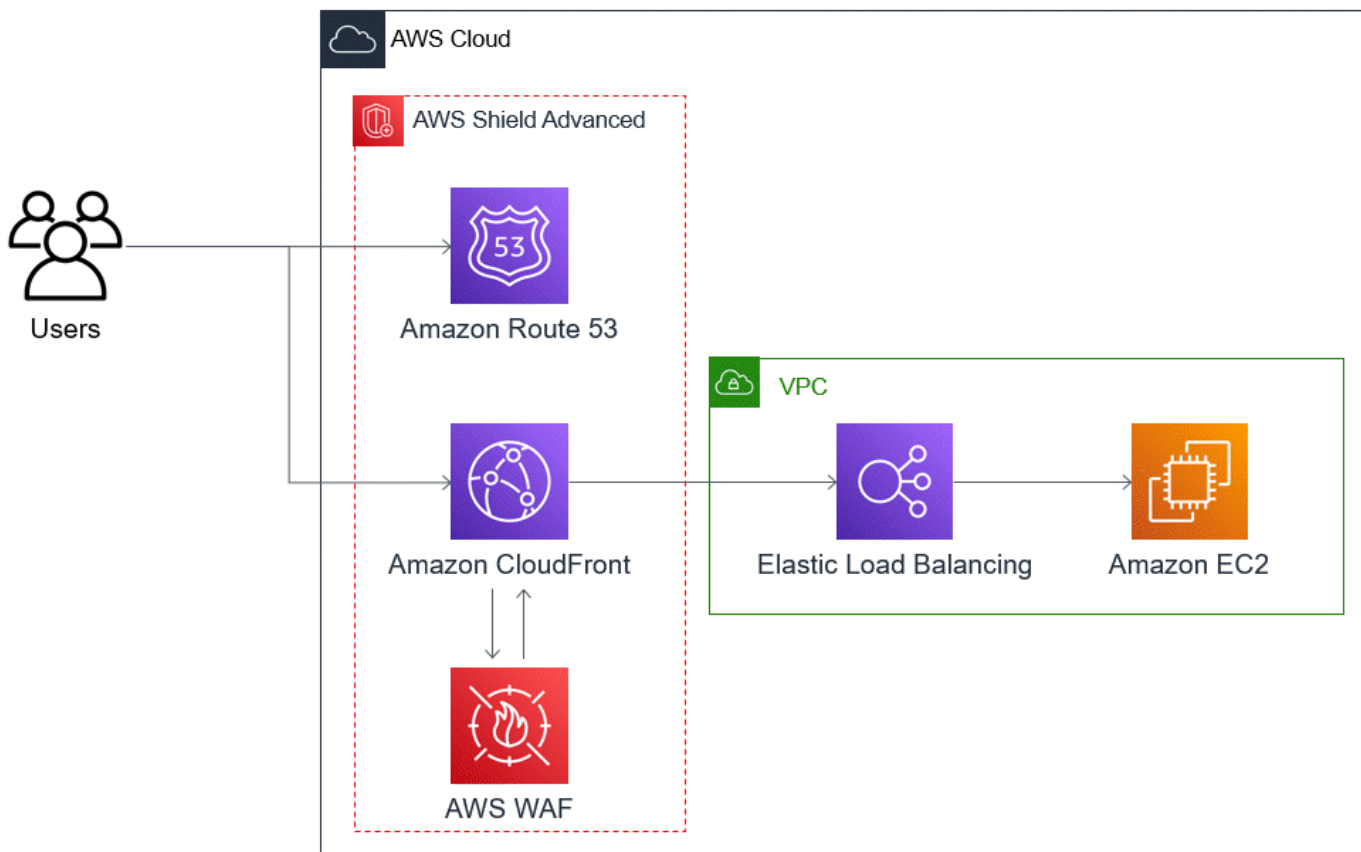 AWS Cloud
AWS Shield Advanced
53
Users
Amazon Route 53
VPC
Amazon CloudFront
Elastic Load Balancing
Amazon EC2
AWS WAF